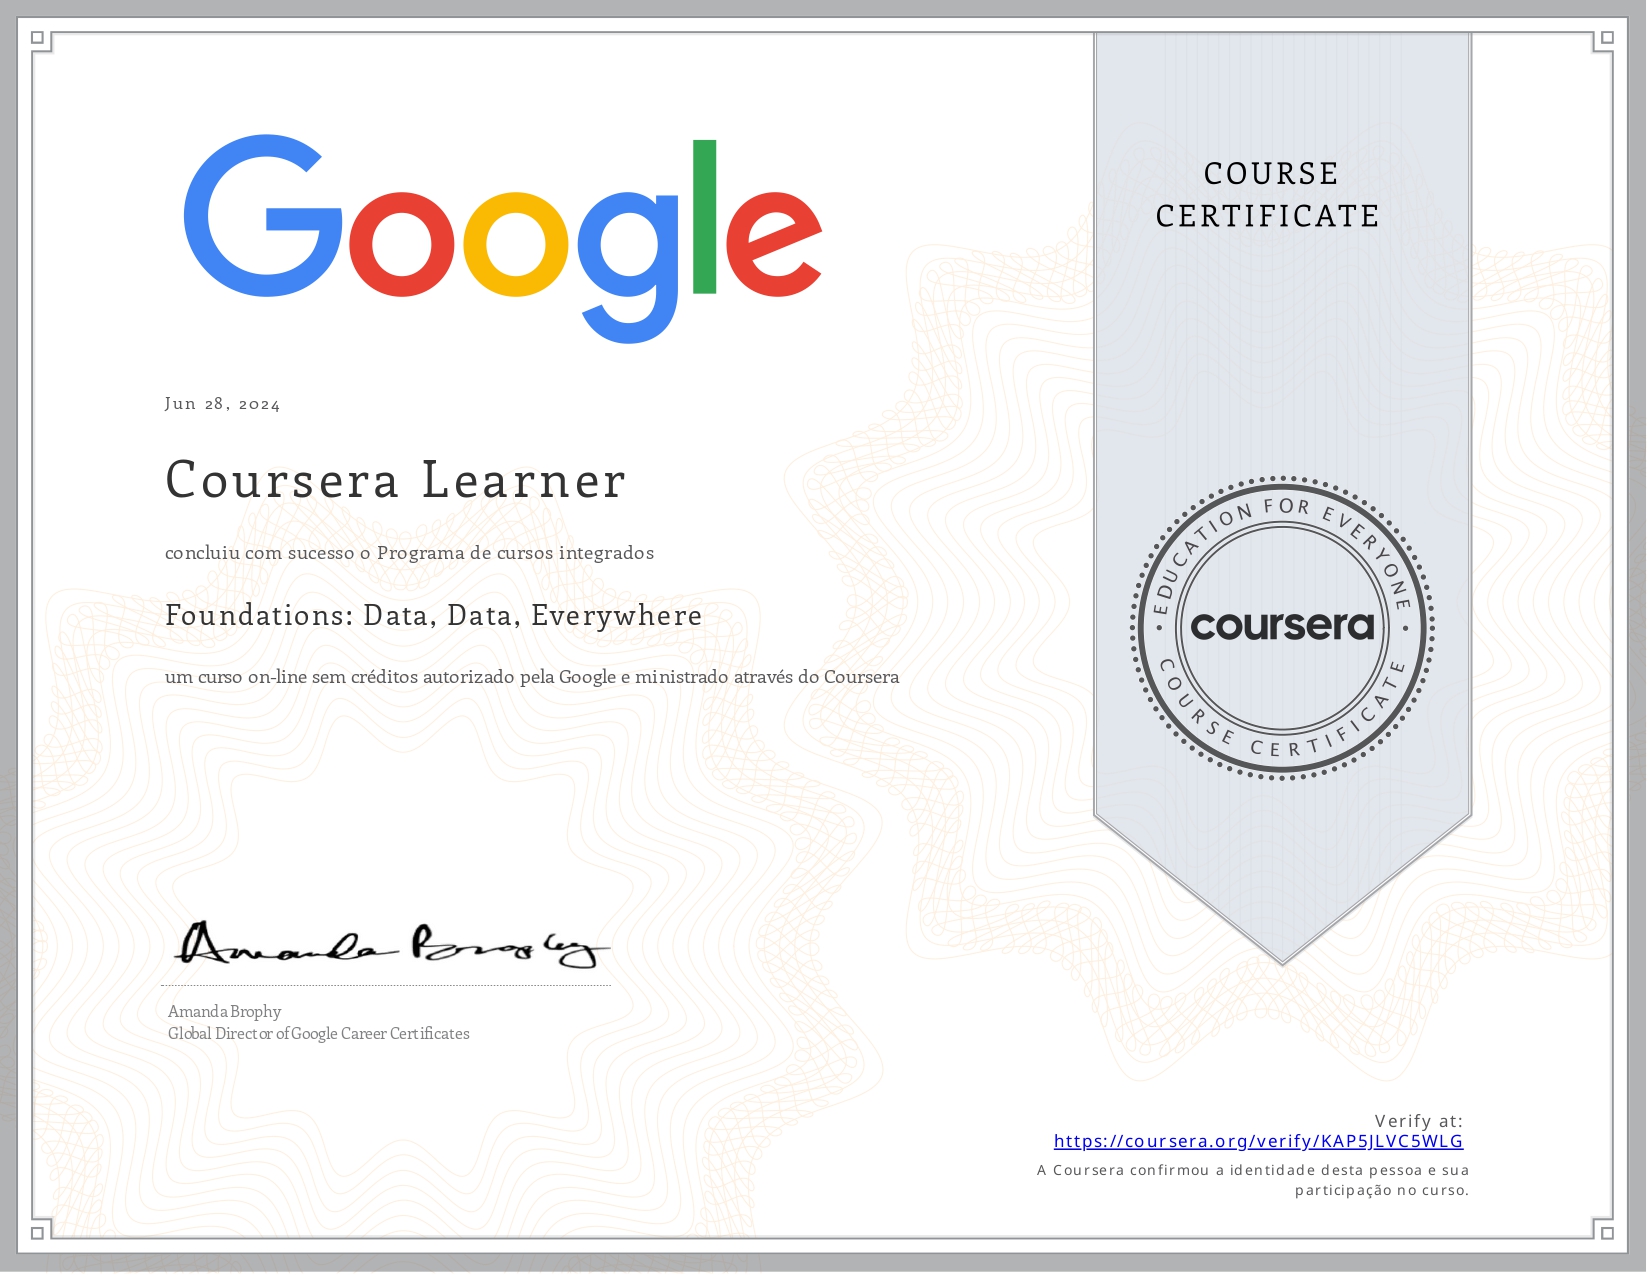 Google
COURSE
CERTIFICATE
Jun 28, 2024
Coursera Learner
concluiu com sucesso o Programa de cursos integrados
Foundations: Data, Data, Everywhere
um curso on-line sem créditos autorizado pela Google e ministrado através do Coursera
EDUCATION FOR EVERYONE
coursera
COURSE CERTIFICATE
Amanda Brophy
Amanda Brophy
Global Director of Google Career Certificates
Verify at:
https://coursera.org/verify/KAP5JLVC5WLG
A Coursera confirmou a identidade desta pessoa e sua
participação no curso.